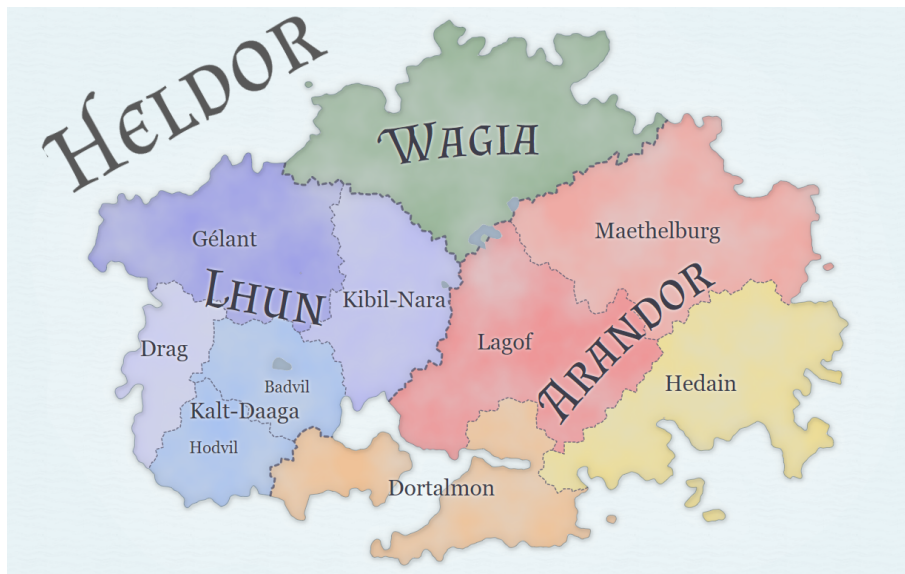 HELDOR
WAGIA
Gélant
Maethelburg
LHUN
Kibil-Nara
Drag
Lagof
ARANDOR
Badvil
Hedain
Kalt-Daaga
Hodvil
Dortalmon